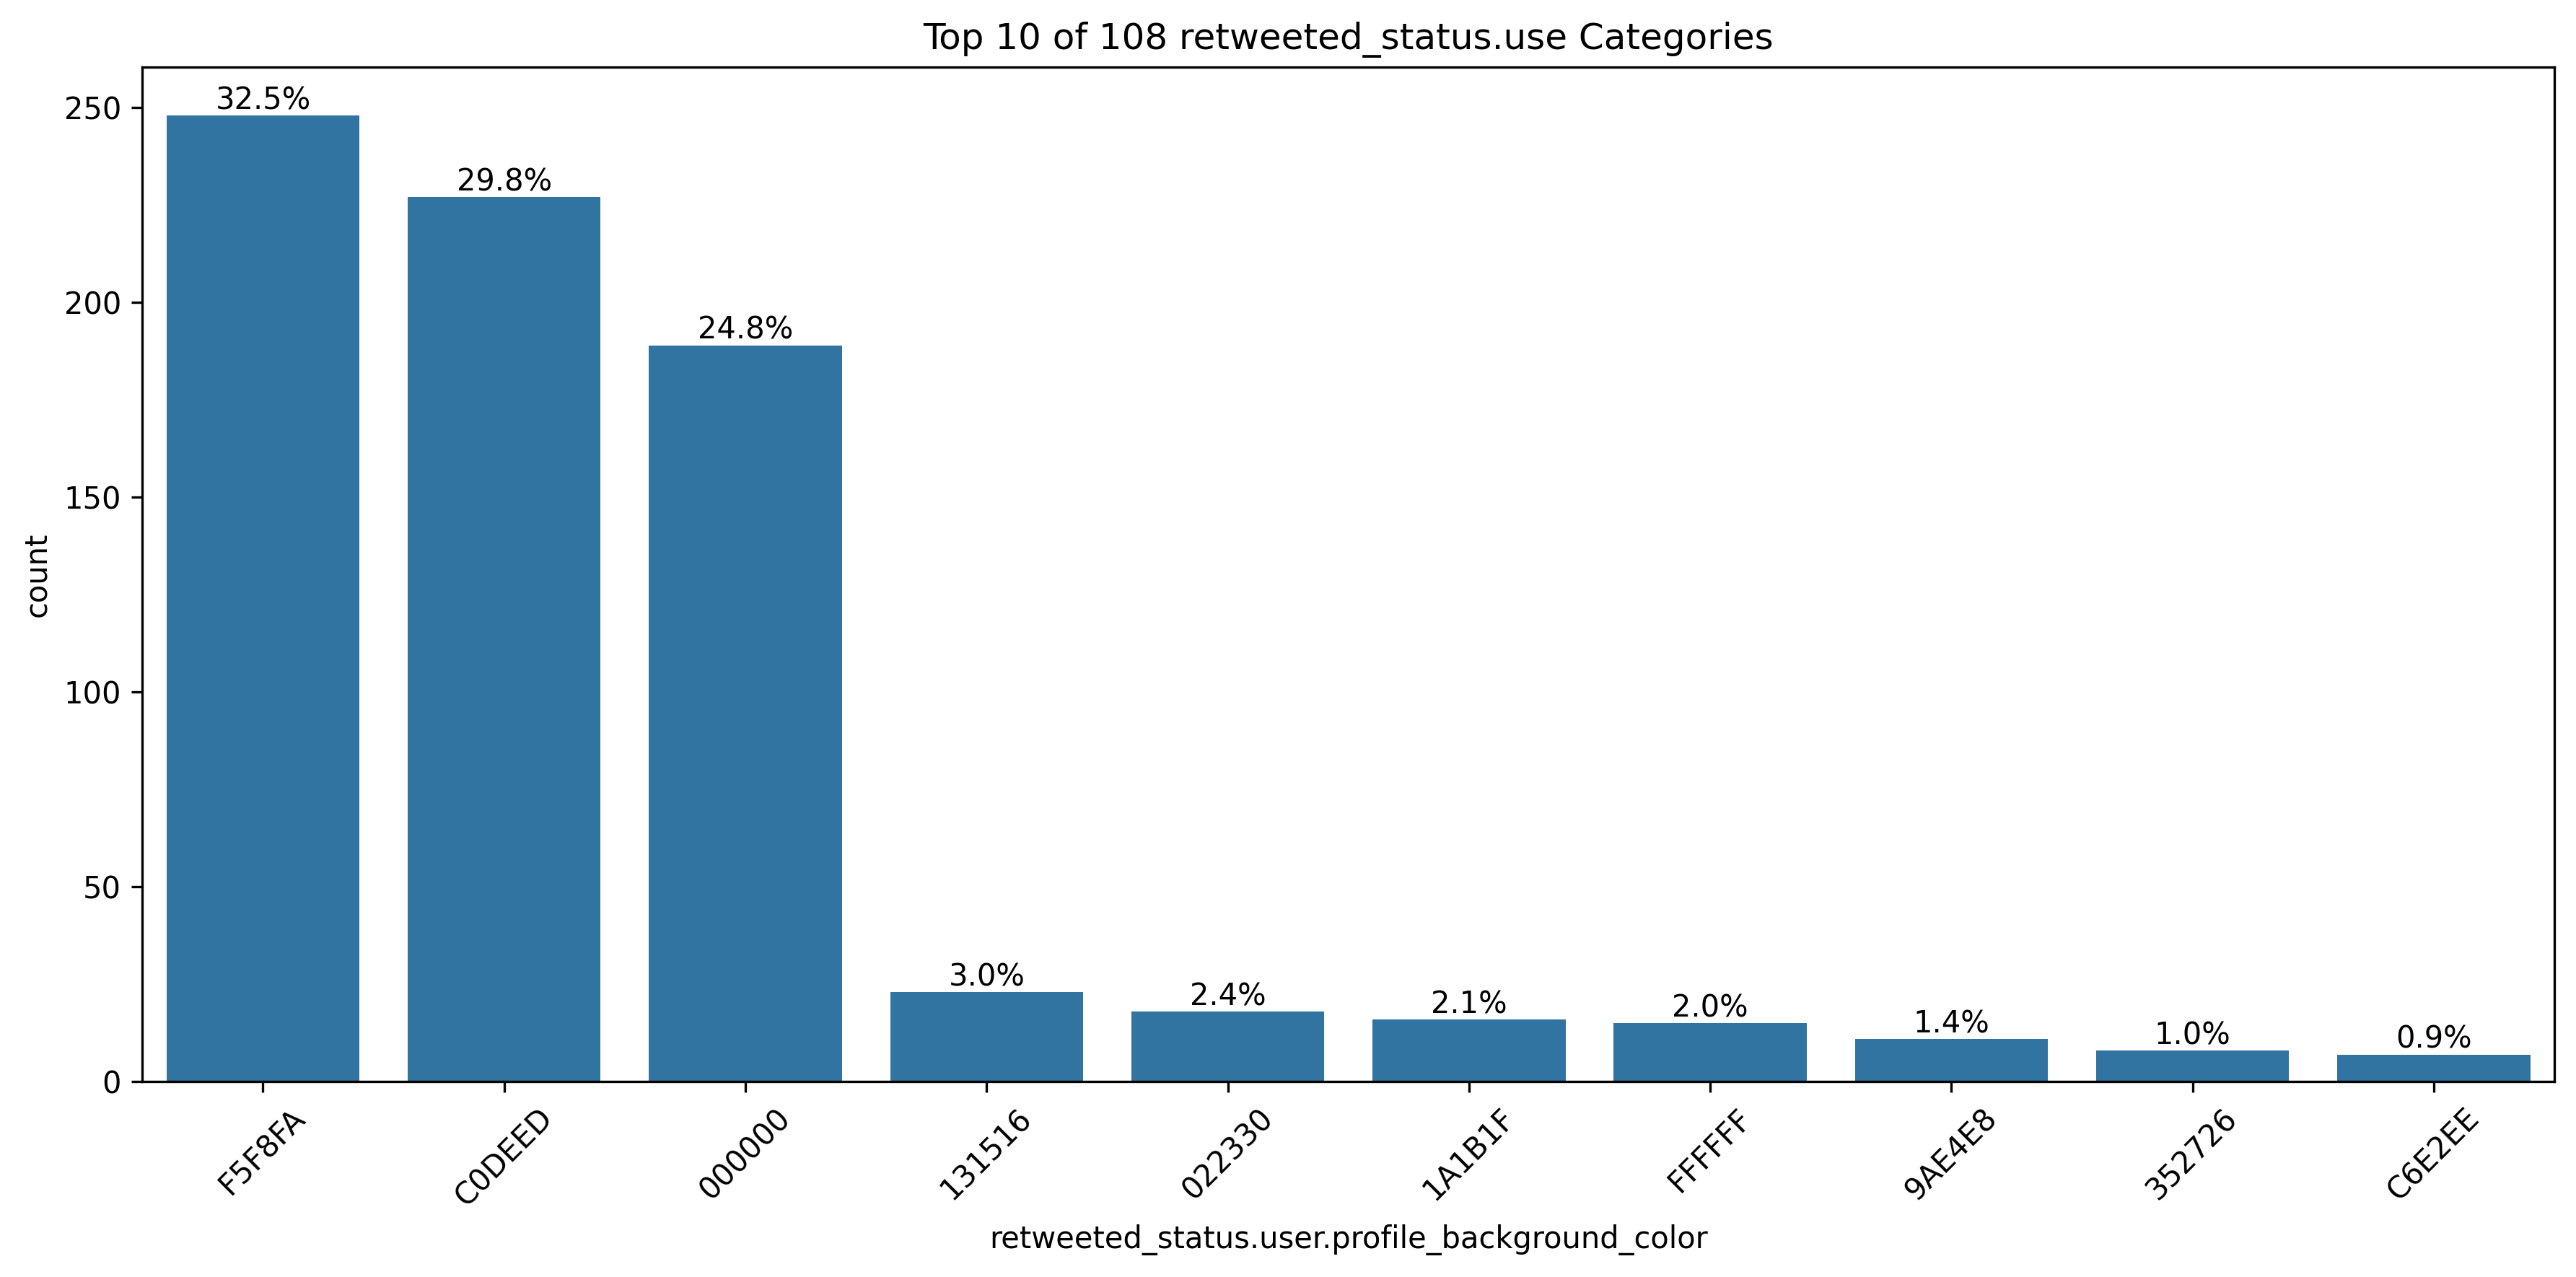 Top 10 of 108 retweeted_status.use Categories
count
250
200
150
100
50
0
32.5%
29.8%
24.8%
3.0%
2.4%
2.1%
2.0%
1.4%
1.0%
0.9%
F5F8FA
C0DEED
000000
131516
022330
1A1B1F
FFFFFF
9AE4E8
352726
C6E2EE
retweeted_status.user.profile_background_color